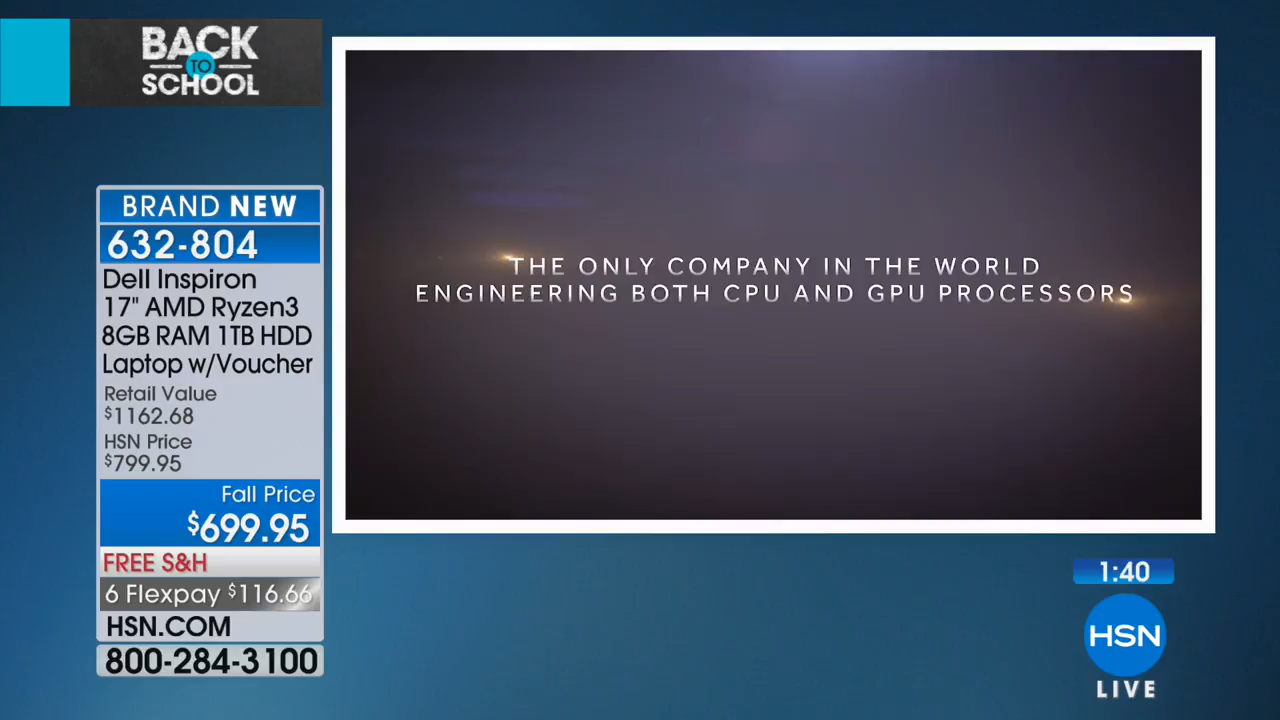 BACK
TO
SCHOOL
BRAND NEW
632-804
Dell Inspiron
17" AMD Ryzen3
8GB RAM 1TB HDD
Laptop w/Voucher
Retail Value
$1162.68
HSN Price
$799.95
Fall Price
$699.95
FREE S&H
6 Flexpay $116.66
HSN.COM
800-284-3100
THE ONLY COMPANY IN THE WORLD
ENGINEERING BOTH CPU AND GPU PROCESSORS
1:40
HSN
LIVE